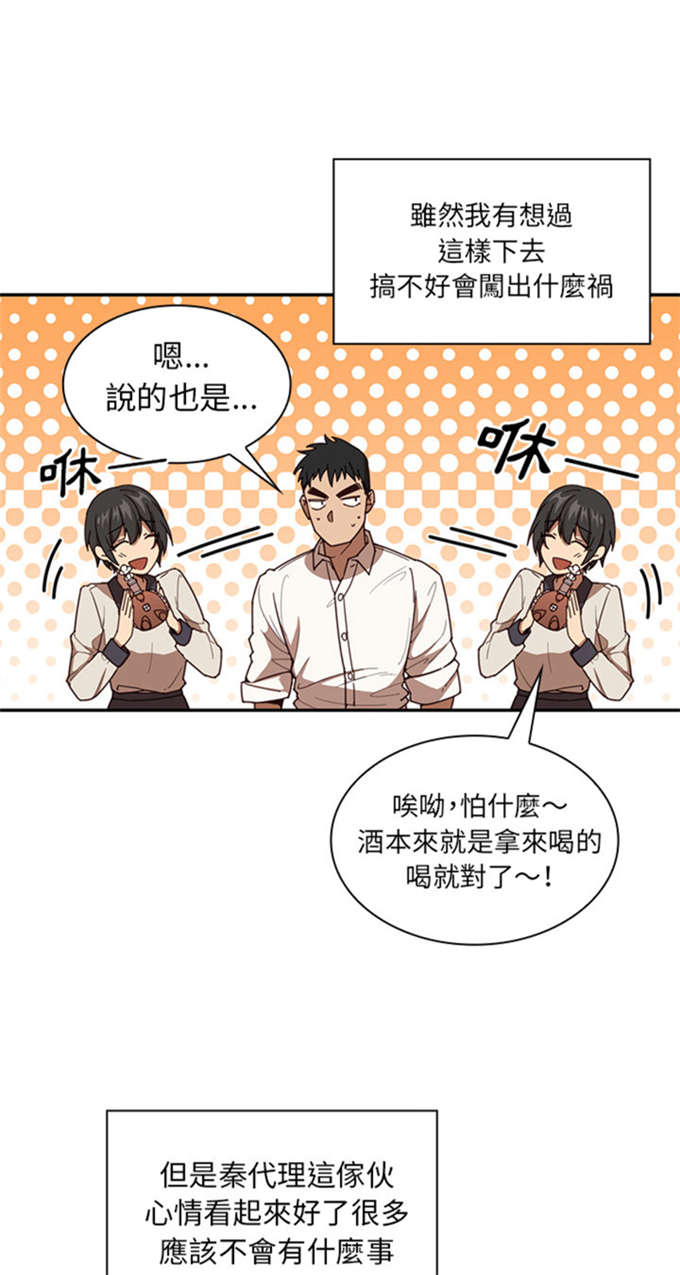 雖然我有想過
這樣下去
搞不好會闖出什麼禍
嗯...
說的也是...
咻
咻
唉呦，怕什麼～
酒本來就是拿來喝的
喝就對了～！
但是秦代理這傢伙
心情看起來好了很多
應該不會有什麼事